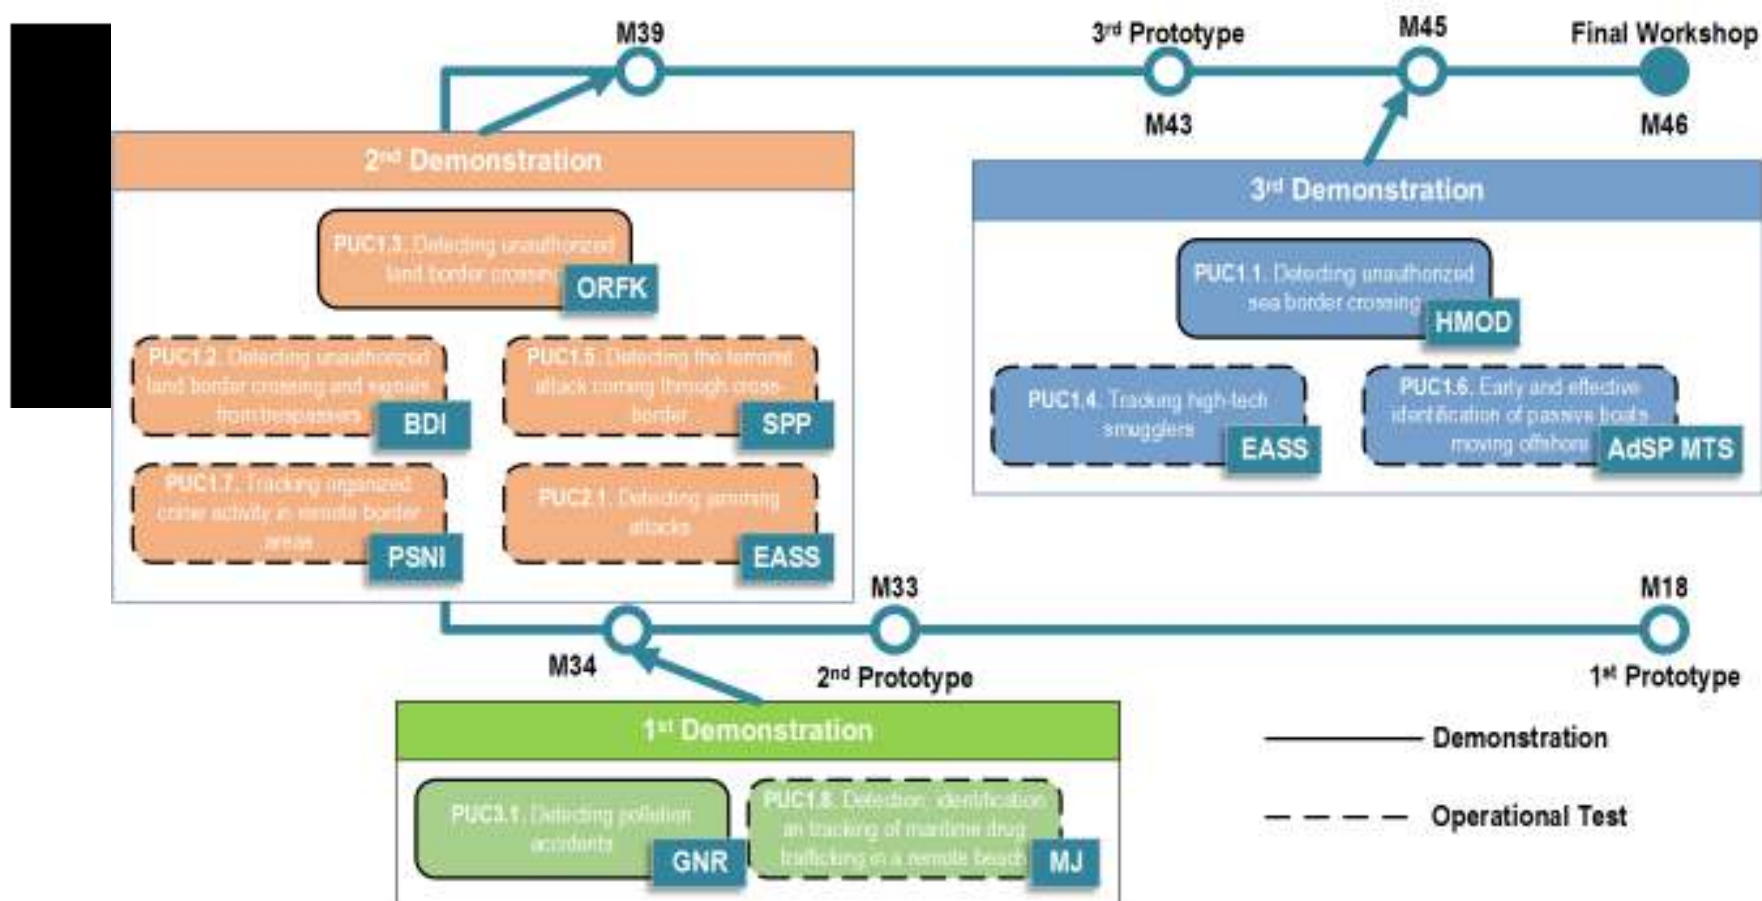 M39
3rd Prototype
M45
Final Workshop
M43
M46
2nd Demonstration
PUC1.3. Detecting unauthorized
land border crossing
ORFK
PUC1.2. Detecting unauthorized
land border crossing and signals
from trespassers
BDI
PUC1.5. Detecting the terrorist
attack coming through cross-
border
SPP
PUC1.7. Tracking organized
crime activity in remote border
areas
PSNI
PUC2.1. Detecting jamming
attacks
EASS
3rd Demonstration
PUC1.1. Detecting unauthorized
sea border crossing
HMOD
PUC1.4. Tracking high-tech
smugglers
EASS
PUC1.6. Early and effective
identification of passive boats
moving offshore
AdSP MTS
M34
M33
2nd Prototype
M18
1st Prototype
1st Demonstration
PUC3.1. Detecting pollution
accidents
GNR
PUC1.8. Detection, identification
an tracking of maritime drug
trafficking in a remote beach
MJ
Demonstration
Operational Test